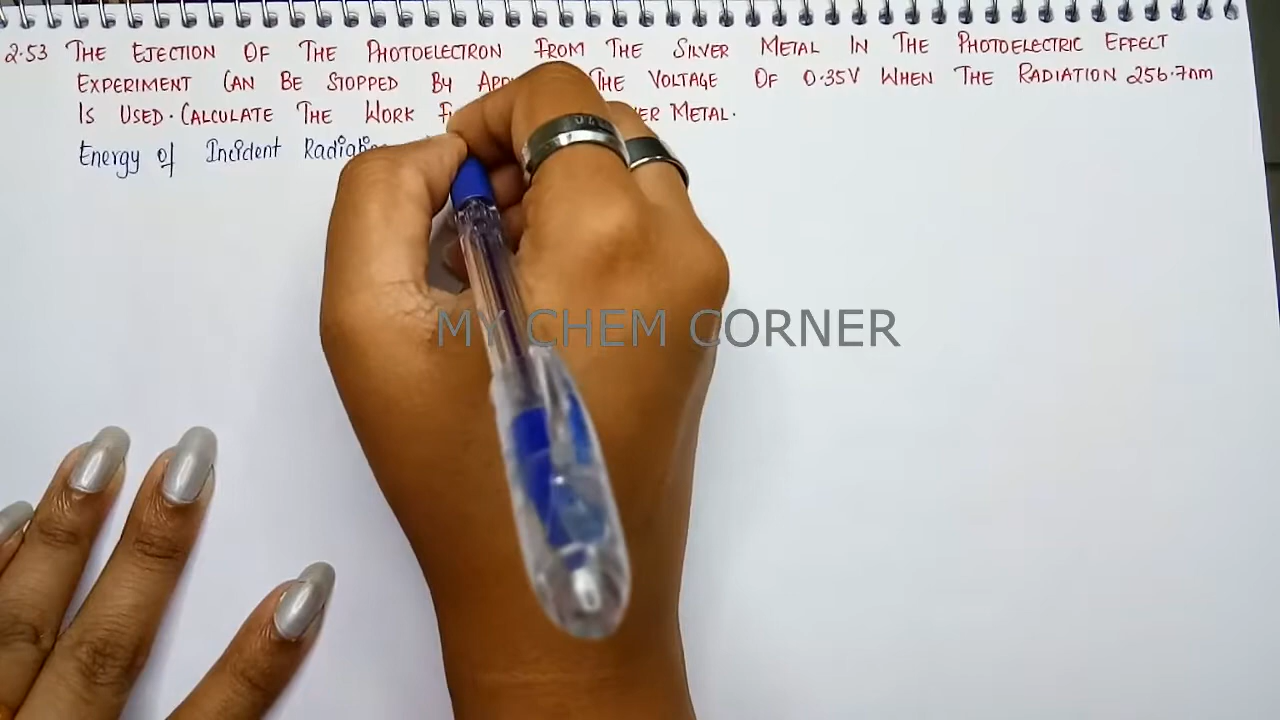 2.53 THE EJECTION OF THE PHOTOELECTRON FROM THE SILVER METAL IN THE PHOTOELECTRIC EFFECT
EXPERIMENT CAN BE STOPPED BY THE VOLTAGE OF 0.35V WHEN THE RADIATION 256.7nm
IS USED. CALCULATE THE WORK METAL.
Energy of Incident
MY CHEM CORNER